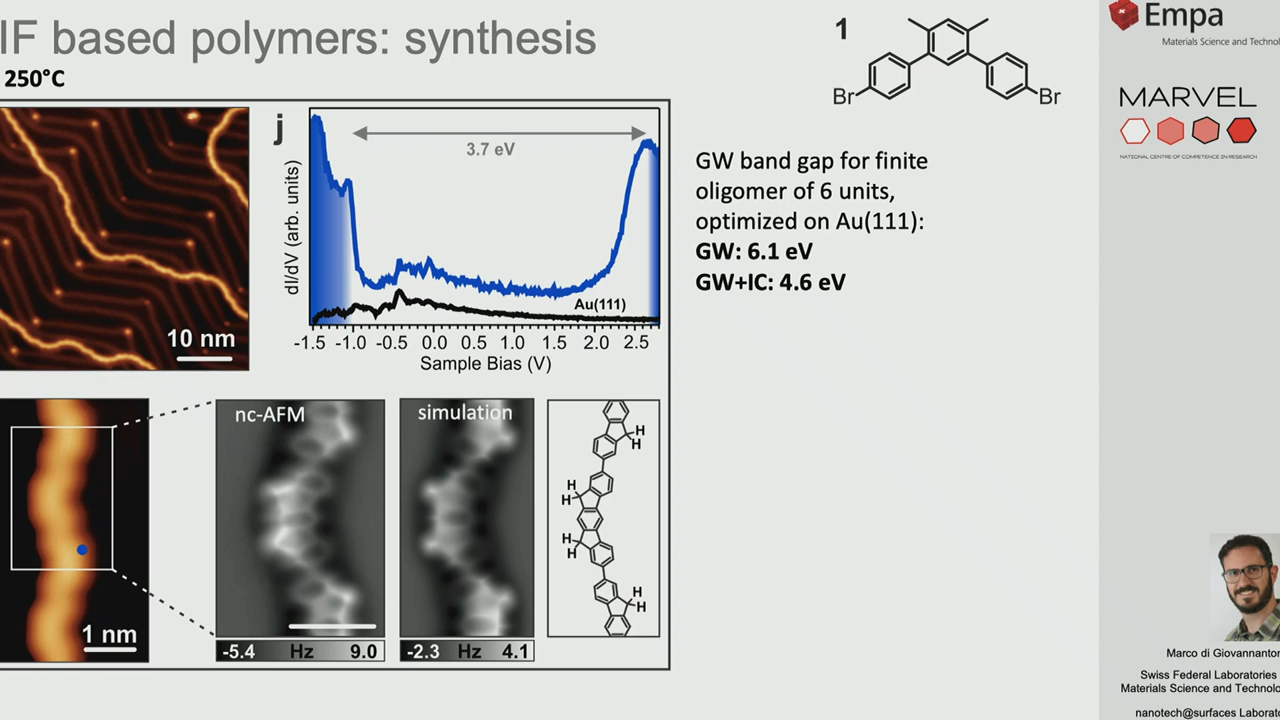 IF based polymers: synthesis
250°C
10 nm
j
3.7 eV
dI/dV (arb. units)
Au(111)
-1.5 -1.0 -0.5 0.0 0.5 1.0 1.5 2.0 2.5
Sample Bias (V)
1 nm
nc-AFM
-5.4 Hz 9.0
simulation
-2.3 Hz 4.1
H
H
H
H
H
H
H
H
1
Br
Br
GW band gap for finite
oligomer of 6 units,
optimized on Au(111):
GW: 6.1 eV
GW+IC: 4.6 eV
Empa
Materials Science and Technol
MARVEL
NATIONAL CENTRE OF COMPETENCE IN RESEARCH
Marco di Giovannanton
Swiss Federal Laboratories
Materials Science and Technolo
nanotech@surfaces Laborat